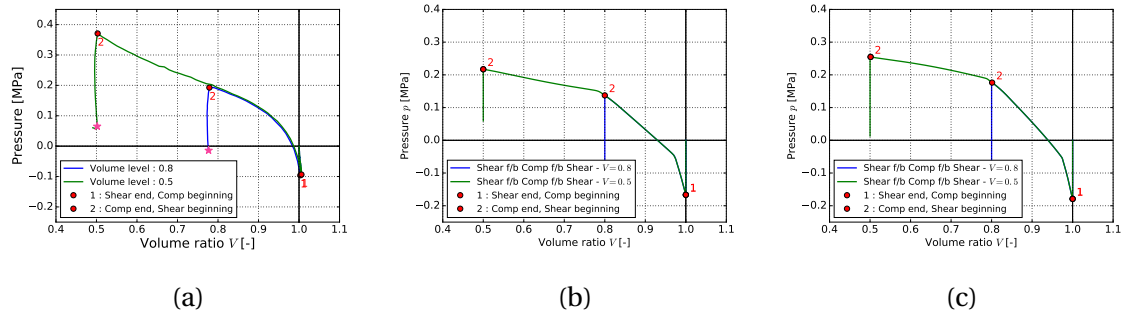 0.4
0.3
0.2
0.1
0.0
−0.1
−0.2
Pressure [MPa]
2
2
1
Volume level : 0.8
Volume level : 0.5
1 : Shear end, Comp beginning
2 : Comp end, Shear beginning
0.4 0.5 0.6 0.7 0.8 0.9 1.0 1.1
Volume ratio V [-]
(a)
0.4
0.3
0.2
0.1
0.0
−0.1
−0.2
Pressure p [MPa]
2
2
1
Shear f/b Comp f/b Shear - V=0.8
Shear f/b Comp f/b Shear - V=0.5
1 : Shear end, Comp beginning
2 : Comp end, Shear beginning
0.4 0.5 0.6 0.7 0.8 0.9 1.0 1.1
Volume ratio V [-]
(b)
0.4
0.3
0.2
0.1
0.0
−0.1
−0.2
Pressure p [MPa]
2
2
1
Shear f/b Comp f/b Shear - V=0.8
Shear f/b Comp f/b Shear - V=0.5
1 : Shear end, Comp beginning
2 : Comp end, Shear beginning
0.4 0.5 0.6 0.7 0.8 0.9 1.0 1.1
Volume ratio V [-]
(c)